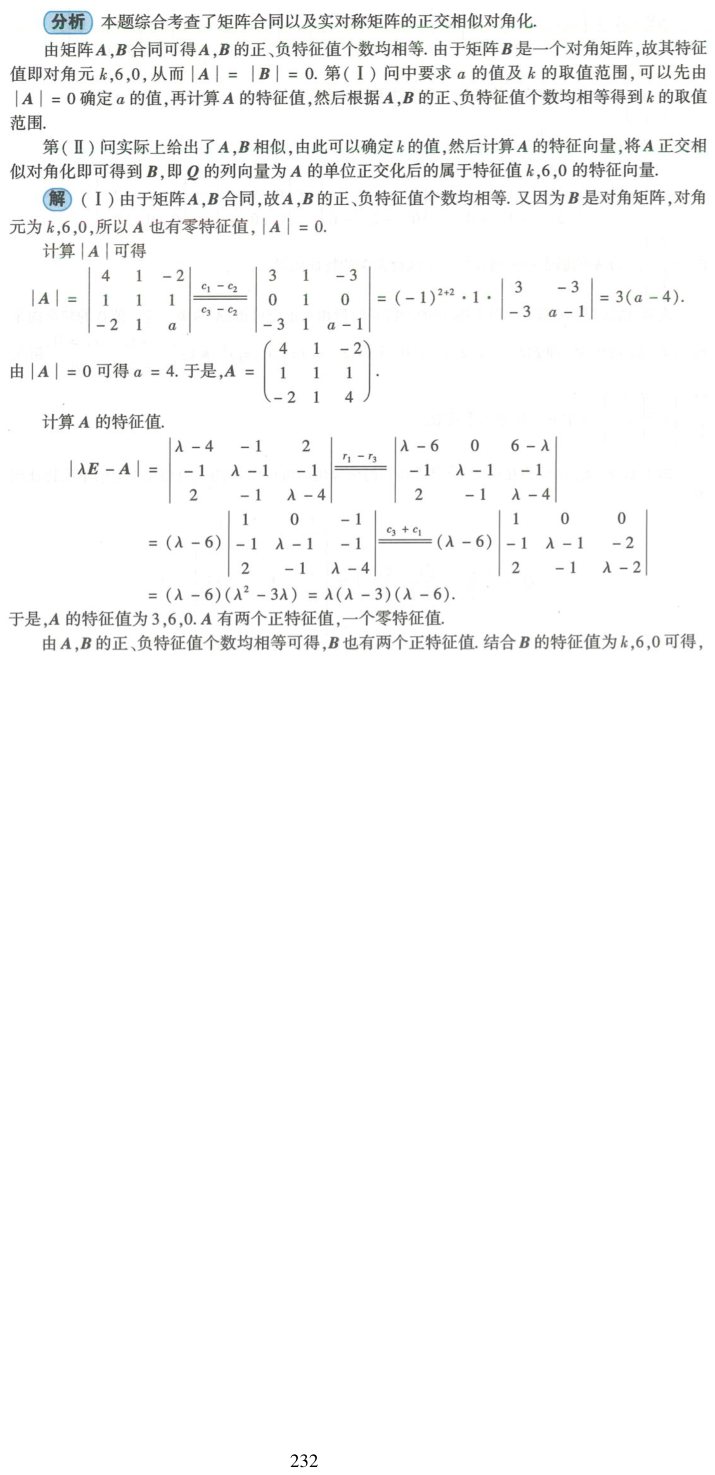 分析 本题综合考查了矩阵合同以及实对称矩阵的正交相似对角化.
由矩阵A,B合同可得A,B的正、负特征值个数均相等. 由于矩阵B是一个对角矩阵,故其特征
值即对角元k,6,0,从而|A| = |B| = 0. 第(Ⅰ)问中要求a的值及k的取值范围,可以先由
|A| = 0确定a的值,再计算A的特征值,然后根据A,B的正、负特征值个数均相等得到k的取值
范围.
第(Ⅱ)问实际上给出了A,B相似,由此可以确定k的值,然后计算A的特征向量,将A正交相
似对角化即可得到B,即Q的列向量为A的单位正交化后的属于特征值k,6,0的特征向量.
解 (Ⅰ)由于矩阵A,B合同,故A,B的正、负特征值个数均相等. 又因为B是对角矩阵,对角
元为k,6,0,所以A也有零特征值, |A| = 0.
计算|A|可得
|A| = |4 1 -2; 1 1 1; -2 1 a| c₁ - c₂ c₃ - c₂ |3 1 -3; 0 1 0; -3 1 a-1| = (-1)²⁺² · 1 · |3 -3; -3 a-1| = 3(a - 4).
由|A| = 0可得a = 4. 于是,A = (4 1 -2; 1 1 1; -2 1 4).
计算A的特征值.
|λE - A| = |λ-4 -1 2; -1 λ-1 -1; 2 -1 λ-4| r₁ - r₃ |λ-6 0 6-λ; -1 λ-1 -1; 2 -1 λ-4|
= (λ - 6)|1 0 -1; -1 λ-1 -1; 2 -1 λ-4| c₃ + c₁ (λ - 6)|1 0 0; -1 λ-1 -2; 2 -1 λ-2|
= (λ - 6)(λ² - 3λ) = λ(λ - 3)(λ - 6).
于是,A的特征值为3,6,0. A有两个正特征值,一个零特征值.
由A,B的正、负特征值个数均相等可得,B也有两个正特征值. 结合B的特征值为k,6,0可得,
232